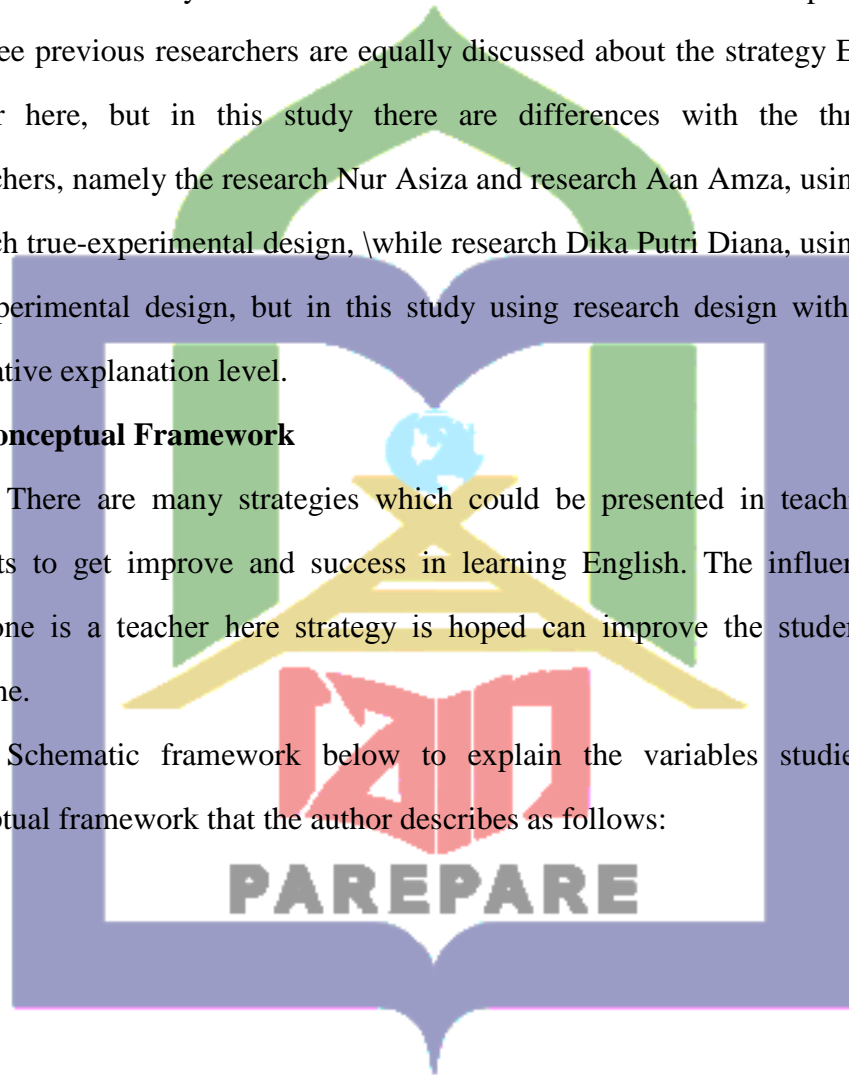 ee previous researchers are equally discussed about the strategy E
r here, but in this study there are differences with the thr
chers, namely the research Nur Asiza and research Aan Amza, usin
ch true-experimental design, \while research Dika Putri Diana, usin
perimental design, but in this study using research design with
ative explanation level.
onceptual Framework
There are many strategies which could be presented in teachi
ts to get improve and success in learning English. The influen
one is a teacher here strategy is hoped can improve the studen
ne.
Schematic framework below to explain the variables studie
ptual framework that the author describes as follows:
PAREPARE